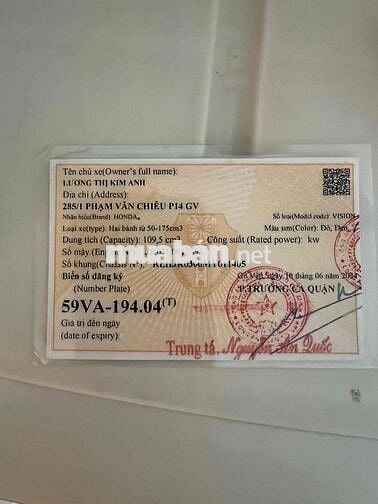 Tên chủ xe(Owner's full name):
LƯƠNG THỊ KIM ANH
Địa chỉ (Address):
285/1 PHẠM VĂN CHIÊU P14 GV
Nhãn hiệu(Brand): HONDA Số loại(Model code): VISION
Loại xe(type): Hai bánh từ 50-175cm3 Màu sơn(Color): Đỏ, Đen
Dung tích (Capacity): 109,5 cm3 Công suất (Rated power): kw
Số máy
Số khung
Biển số đăng ký 10 06
(Number Plate) P.TRƯỞNG CA QUẬN
59VA-194.04(T)
Giá trị đến ngày
(date of expiry):
Trung tá, Nguyễn Quốc
muaban.net